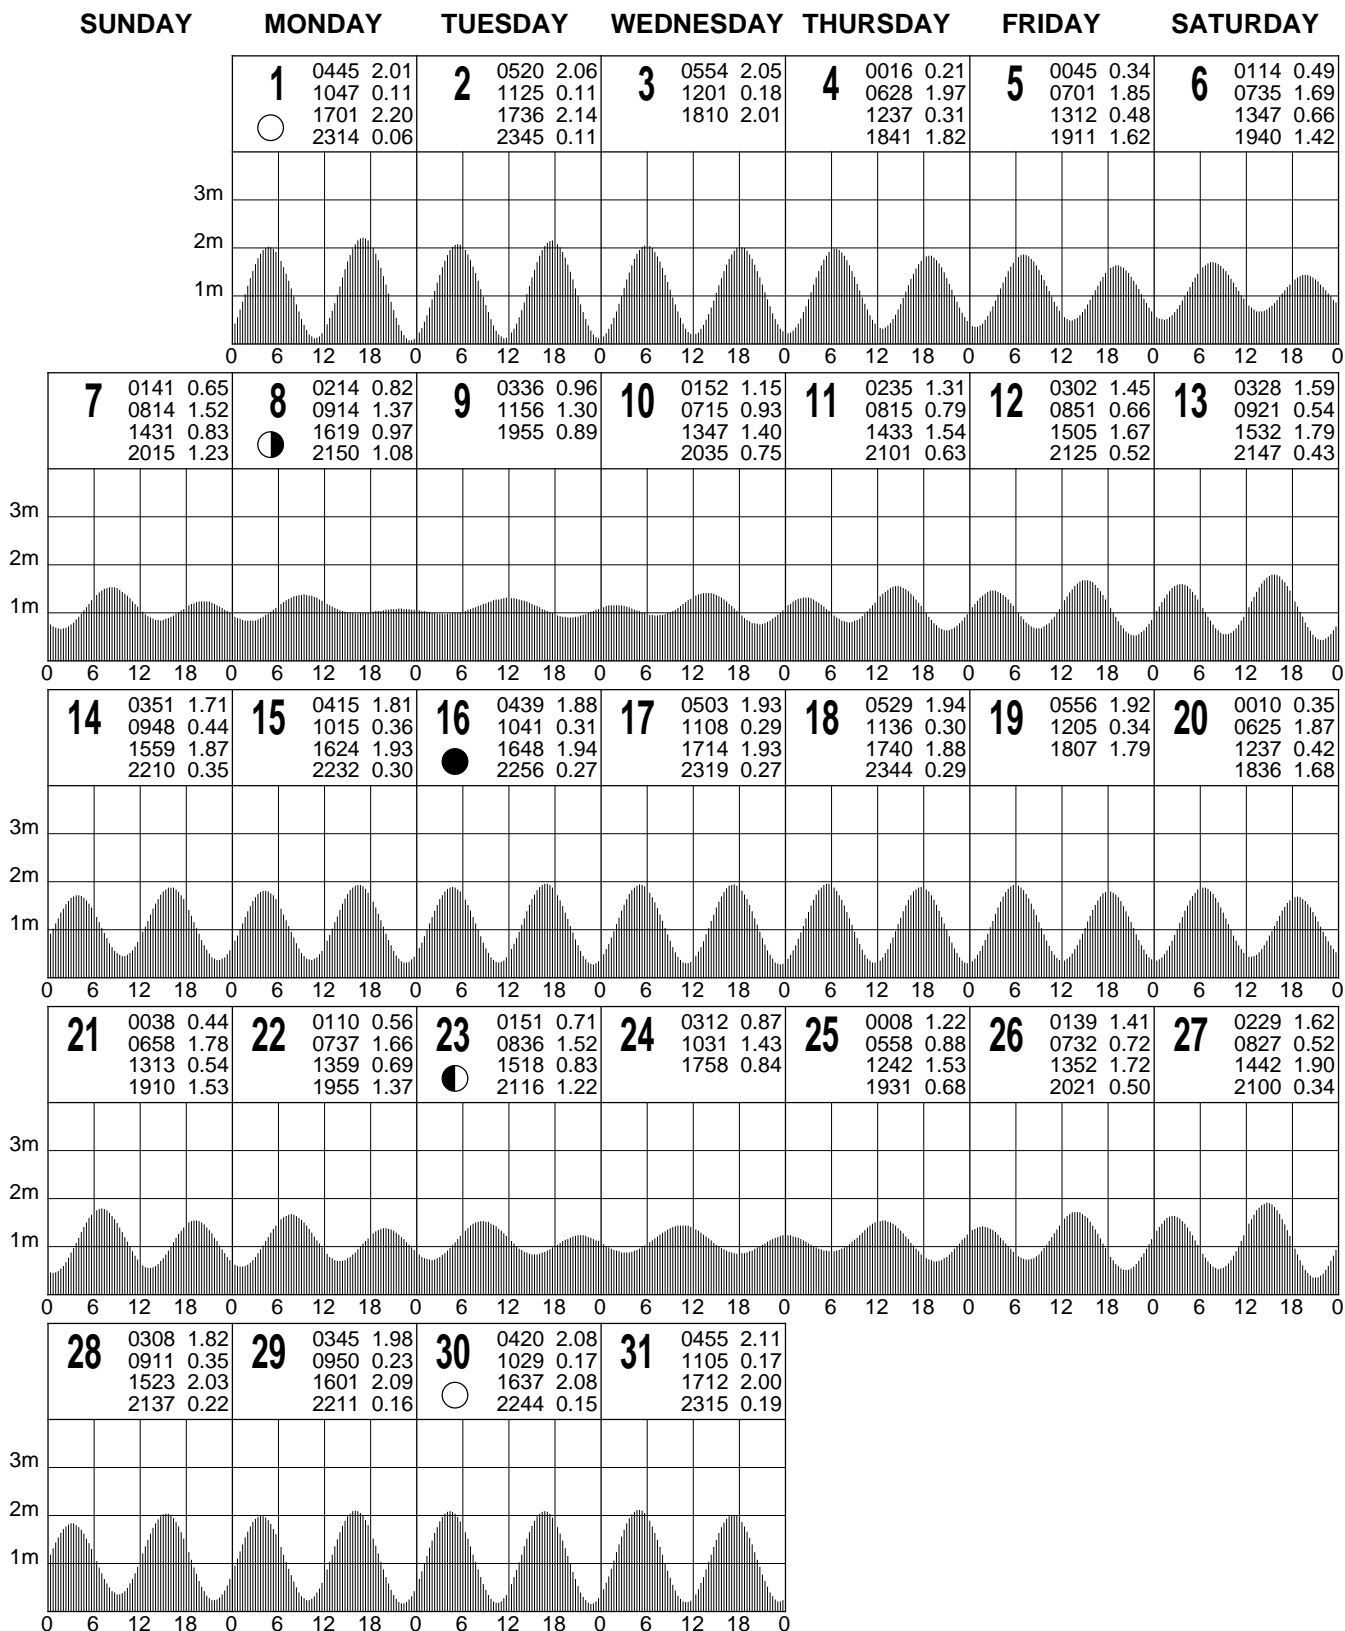 SUNDAY MONDAY TUESDAY WEDNESDAY THURSDAY FRIDAY SATURDAY
1 0445 2.01 2 0520 2.06 3 0554 2.05 4 0016 0.21 5 0045 0.34 6 0114 0.49
1047 0.11 1125 0.11 1201 0.18 0628 1.97 0701 1.85 0735 1.69
1701 2.20 1736 2.14 1810 2.01 1237 0.31 1312 0.48 1347 0.66
2314 0.06 2345 0.11 1841 1.82 1911 1.62 1940 1.42
3m
2m
1m
0 6 12 18 0 6 12 18 0 6 12 18 0 6 12 18 0 6 12 18 0 6 12 18 0
7 0141 0.65 8 0214 0.82 9 0336 0.96 10 0152 1.15 11 0235 1.31 12 0302 1.45 13 0328 1.59
0814 1.52 0914 1.37 1156 1.30 0715 0.93 0815 0.79 0851 0.66 0921 0.54
1431 0.83 1619 0.97 1955 0.89 1347 1.40 1433 1.54 1505 1.67 1532 1.79
2015 1.23 2150 1.08 2035 0.75 2101 0.63 2125 0.52 2147 0.43
3m
2m
1m
0 6 12 18 0 6 12 18 0 6 12 18 0 6 12 18 0 6 12 18 0 6 12 18 0 6 12 18 0
14 0351 1.71 15 0415 1.81 16 0439 1.88 17 0503 1.93 18 0529 1.94 19 0556 1.92 20 0010 0.35
0948 0.44 1015 0.36 1041 0.31 1108 0.29 1136 0.30 1205 0.34 0625 1.87
1559 1.87 1624 1.93 1648 1.94 1714 1.93 1740 1.88 1807 1.79 1237 0.42
2210 0.35 2232 0.30 2256 0.27 2319 0.27 2344 0.29 1836 1.68
3m
2m
1m
0 6 12 18 0 6 12 18 0 6 12 18 0 6 12 18 0 6 12 18 0 6 12 18 0 6 12 18 0
21 0038 0.44 22 0110 0.56 23 0151 0.71 24 0312 0.87 25 0008 1.22 26 0139 1.41 27 0229 1.62
0658 1.78 0737 1.66 0836 1.52 1031 1.43 0558 0.88 0732 0.72 0827 0.52
1313 0.54 1359 0.69 1518 0.83 1758 0.84 1242 1.53 1352 1.72 1442 1.90
1910 1.53 1955 1.37 2116 1.22 1931 0.68 2021 0.50 2100 0.34
3m
2m
1m
0 6 12 18 0 6 12 18 0 6 12 18 0 6 12 18 0 6 12 18 0 6 12 18 0 6 12 18 0
28 0308 1.82 29 0345 1.98 30 0420 2.08 31 0455 2.11
0911 0.35 0950 0.23 1029 0.17 1105 0.17
1523 2.03 1601 2.09 1637 2.08 1712 2.00
2137 0.22 2211 0.16 2244 0.15 2315 0.19
3m
2m
1m
0 6 12 18 0 6 12 18 0 6 12 18 0 6 12 18 0